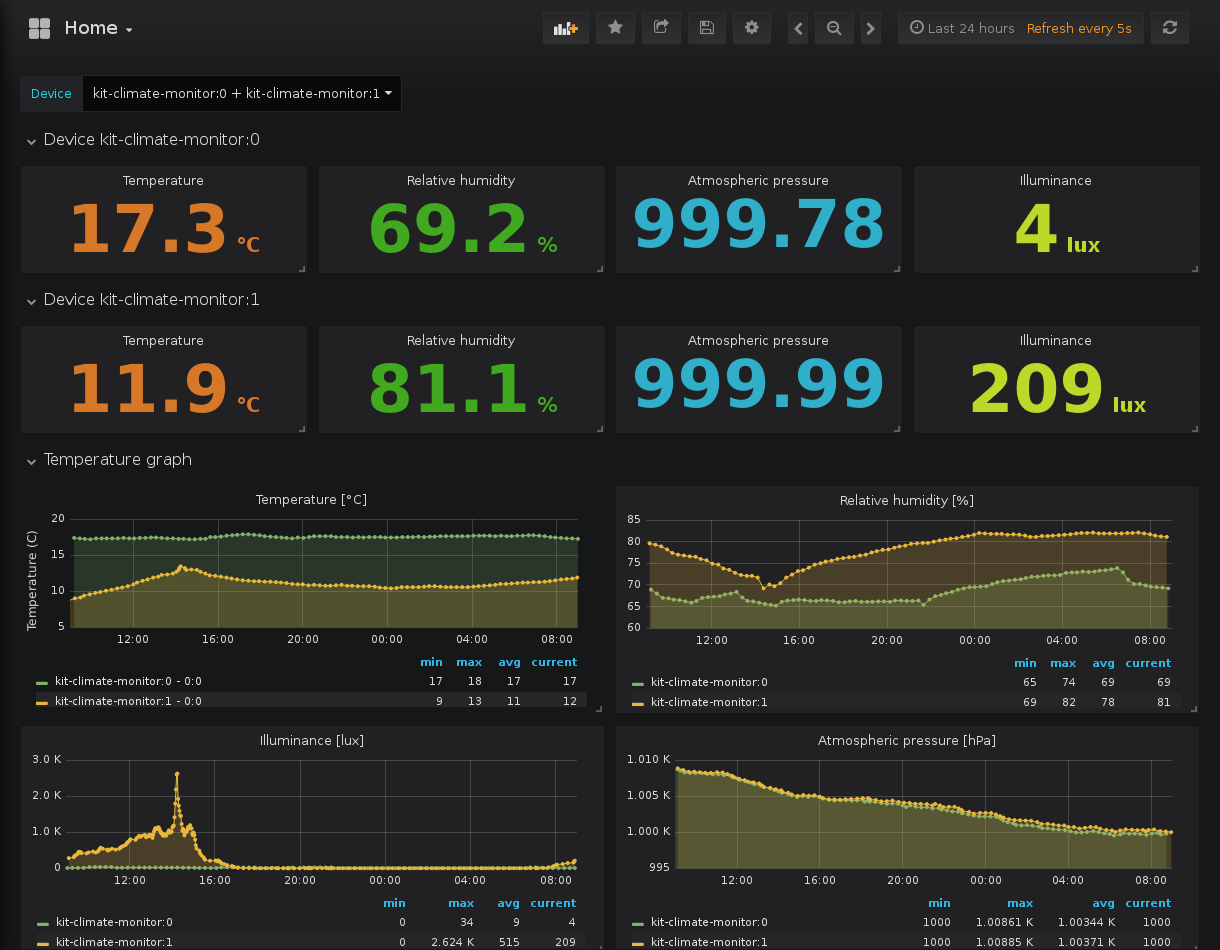 Home
Last 24 hours Refresh every 5s
Device kit-climate-monitor:0 + kit-climate-monitor:1
Device kit-climate-monitor:0
Temperature Relative humidity Atmospheric pressure Illuminance
17.3 °C 69.2 % 999.78 4 lux
Device kit-climate-monitor:1
Temperature Relative humidity Atmospheric pressure Illuminance
11.9 °C 81.1 % 999.99 209 lux
Temperature graph
Temperature [°C]
Temperature (C)
20
15
10
5
12:00 16:00 20:00 00:00 04:00 08:00
min max avg current
kit-climate-monitor:0 - 0:0 17 18 17 17
kit-climate-monitor:1 - 0:0 9 13 11 12
Relative humidity [%]
85
80
75
70
65
60
12:00 16:00 20:00 00:00 04:00 08:00
min max avg current
kit-climate-monitor:0 65 74 69 69
kit-climate-monitor:1 69 82 78 81
Illuminance [lux]
3.0 K
2.0 K
1.0 K
0
12:00 16:00 20:00 00:00 04:00 08:00
min max avg current
kit-climate-monitor:0 0 34 9 4
kit-climate-monitor:1 0 2.624 K 515 209
Atmospheric pressure [hPa]
1.010 K
1.005 K
1.000 K
995
12:00 16:00 20:00 00:00 04:00 08:00
min max avg current
kit-climate-monitor:0 1000 1.00861 K 1.00344 K 1000
kit-climate-monitor:1 1000 1.00885 K 1.00371 K 1000